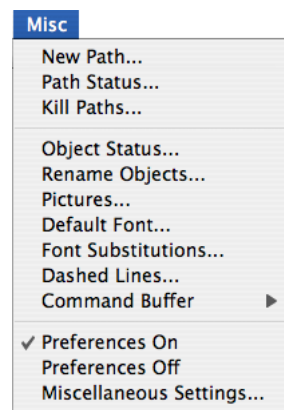 Misc
New Path...
Path Status...
Kill Paths...
Object Status...
Rename Objects...
Pictures...
Default Font...
Font Substitutions...
Dashed Lines...
Command Buffer
Preferences On
Preferences Off
Miscellaneous Settings...